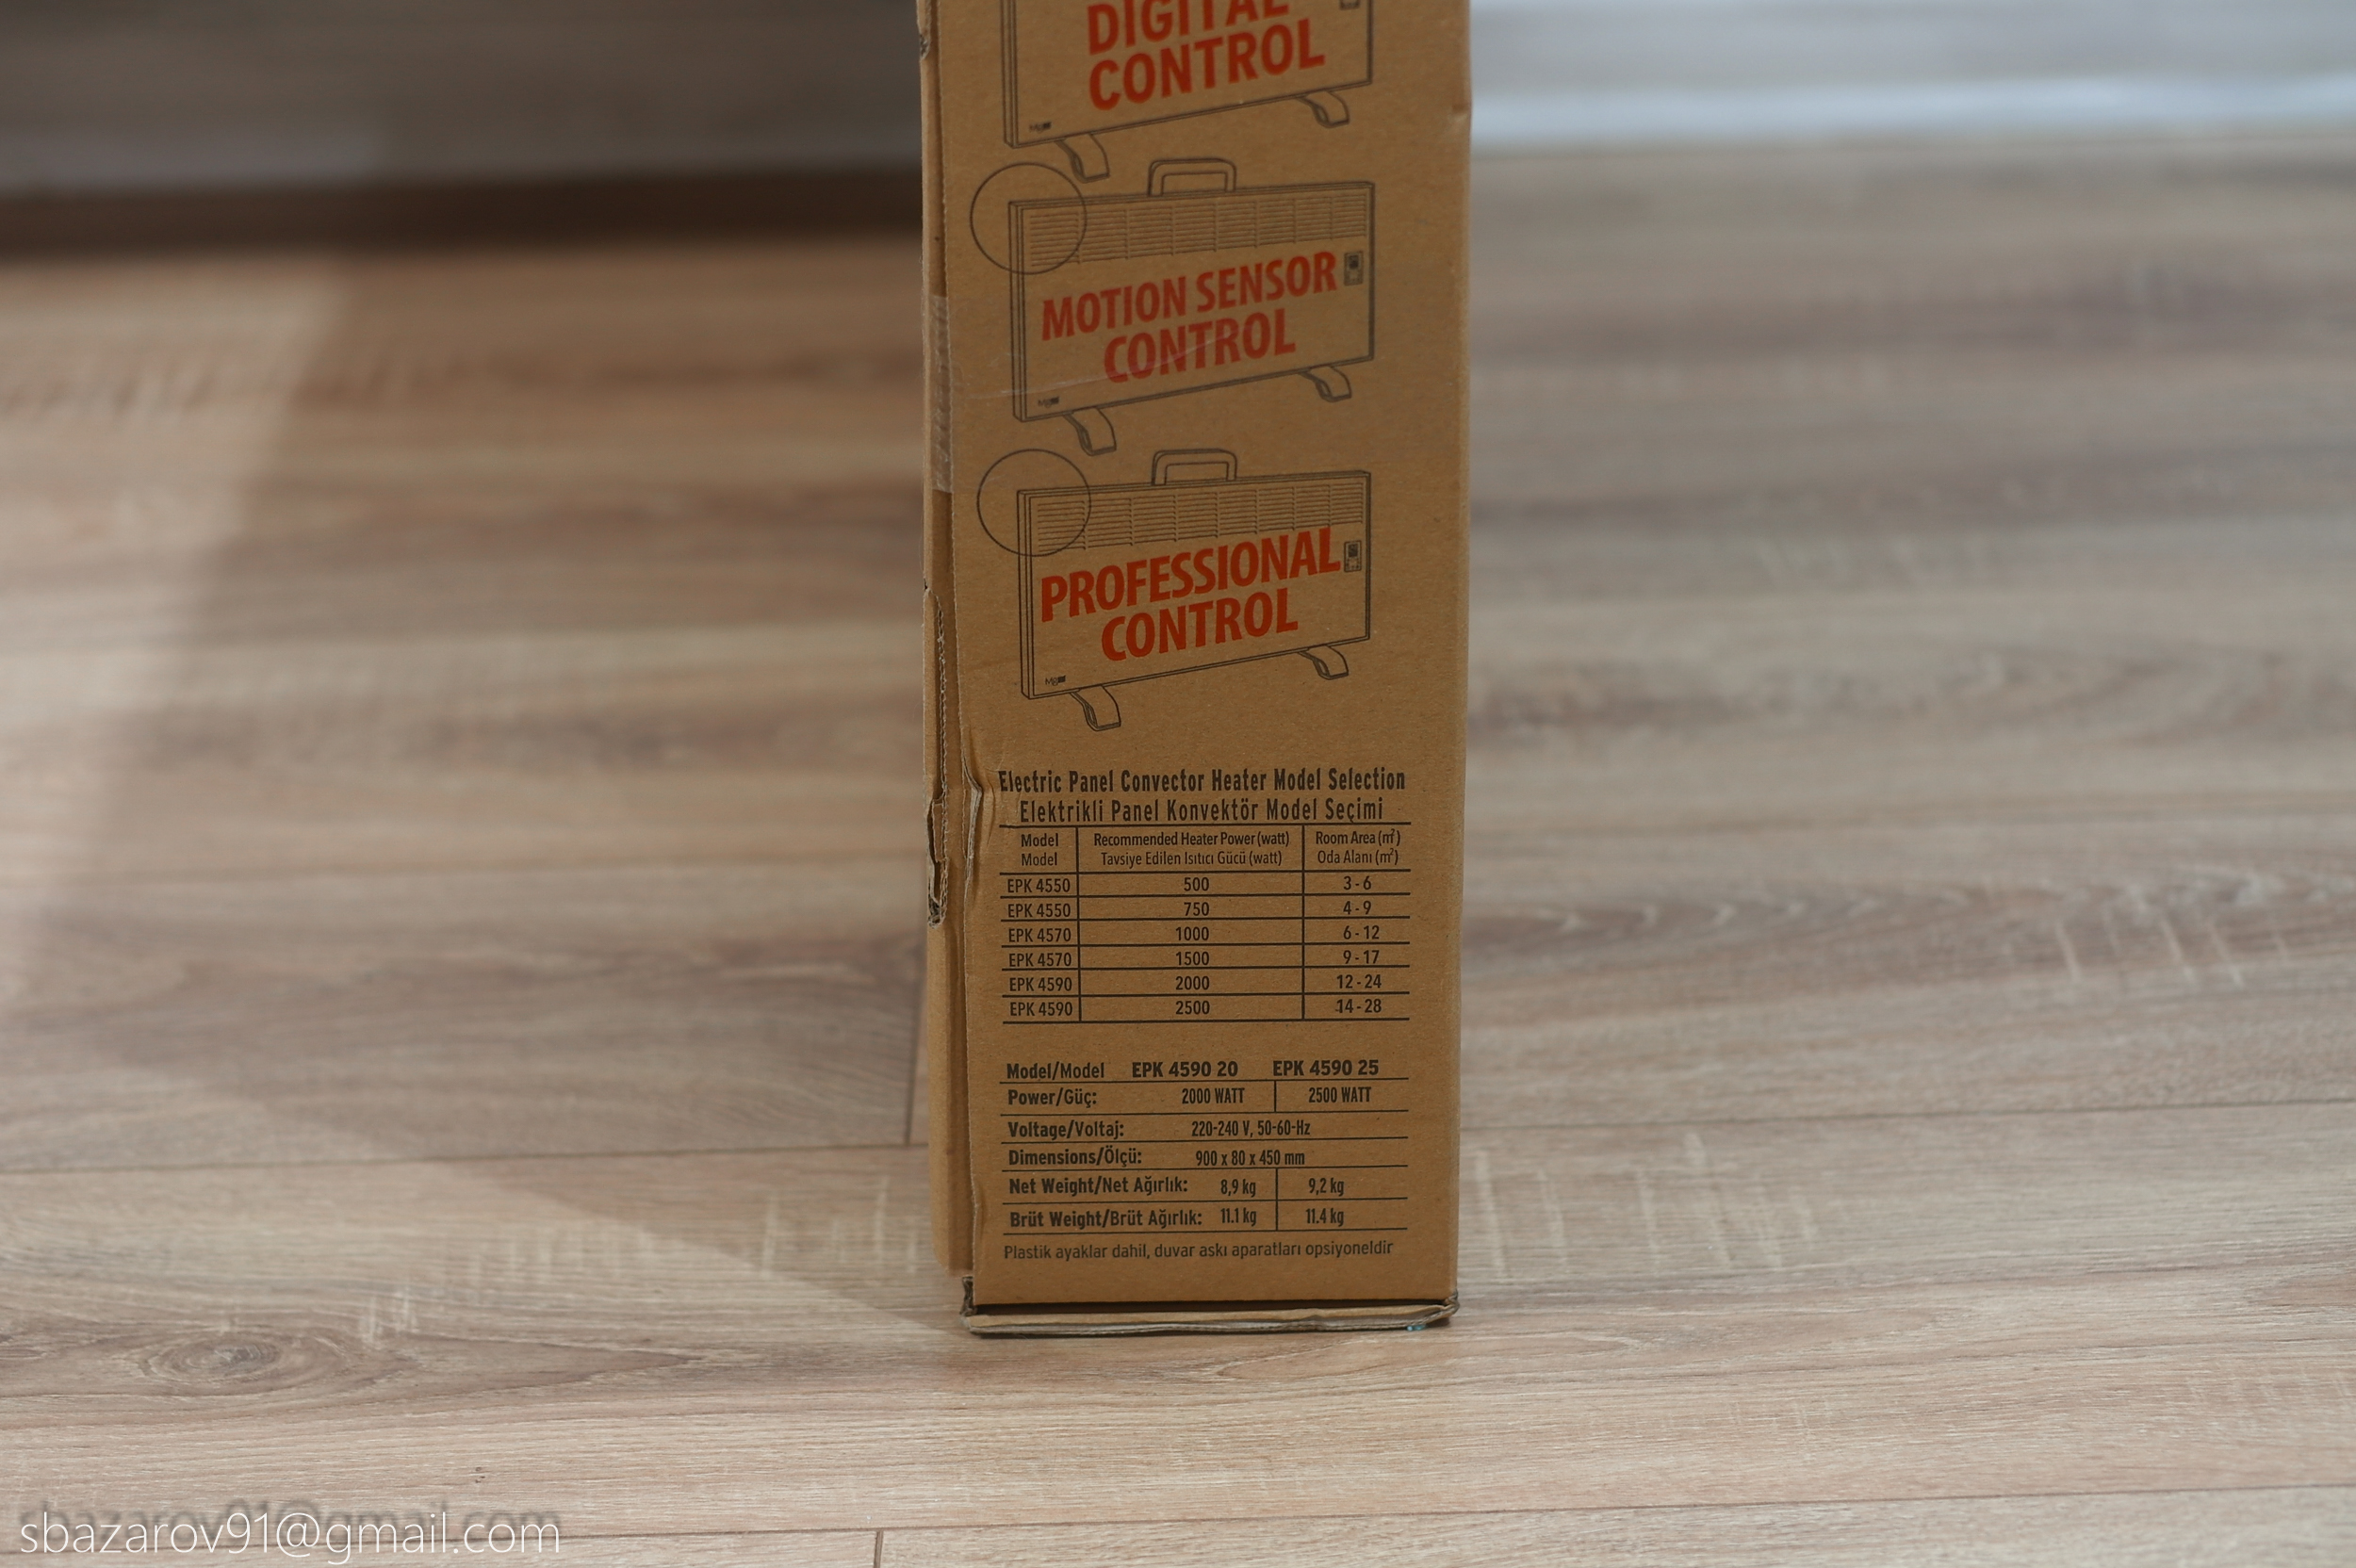 DIGITAL
CONTROL
MOTION SENSOR
CONTROL
PROFESSIONAL
CONTROL
Electric Panel Convector Heater Model Selection
Elektrikli Panel Konvektör Model Seçimi
Model Recommended Heater Power (watt) Room Area (m²)
Model Tavsiye Edilen Isıtıcı Gücü (watt) Oda Alanı (m²)
EPK 4550 500 3 - 6
EPK 4550 750 4 - 9
EPK 4570 1000 6 - 12
EPK 4570 1500 9 - 17
EPK 4590 2000 12 - 24
EPK 4590 2500 14 - 28
Model/Model EPK 4590 20 EPK 4590 25
Power/Güç: 2000 WATT 2500 WATT
Voltage/Voltaj: 220-240 V, 50-60-Hz
Dimensions/Ölçü: 900 x 80 x 450 mm
Net Weight/Net Ağırlık: 8,9 kg 9,2 kg
Brüt Weight/Brüt Ağırlık: 11.1 kg 11.4 kg
Plastik ayaklar dahil, duvar askı aparatları opsiyoneldir
sbazarov91@gmail.com